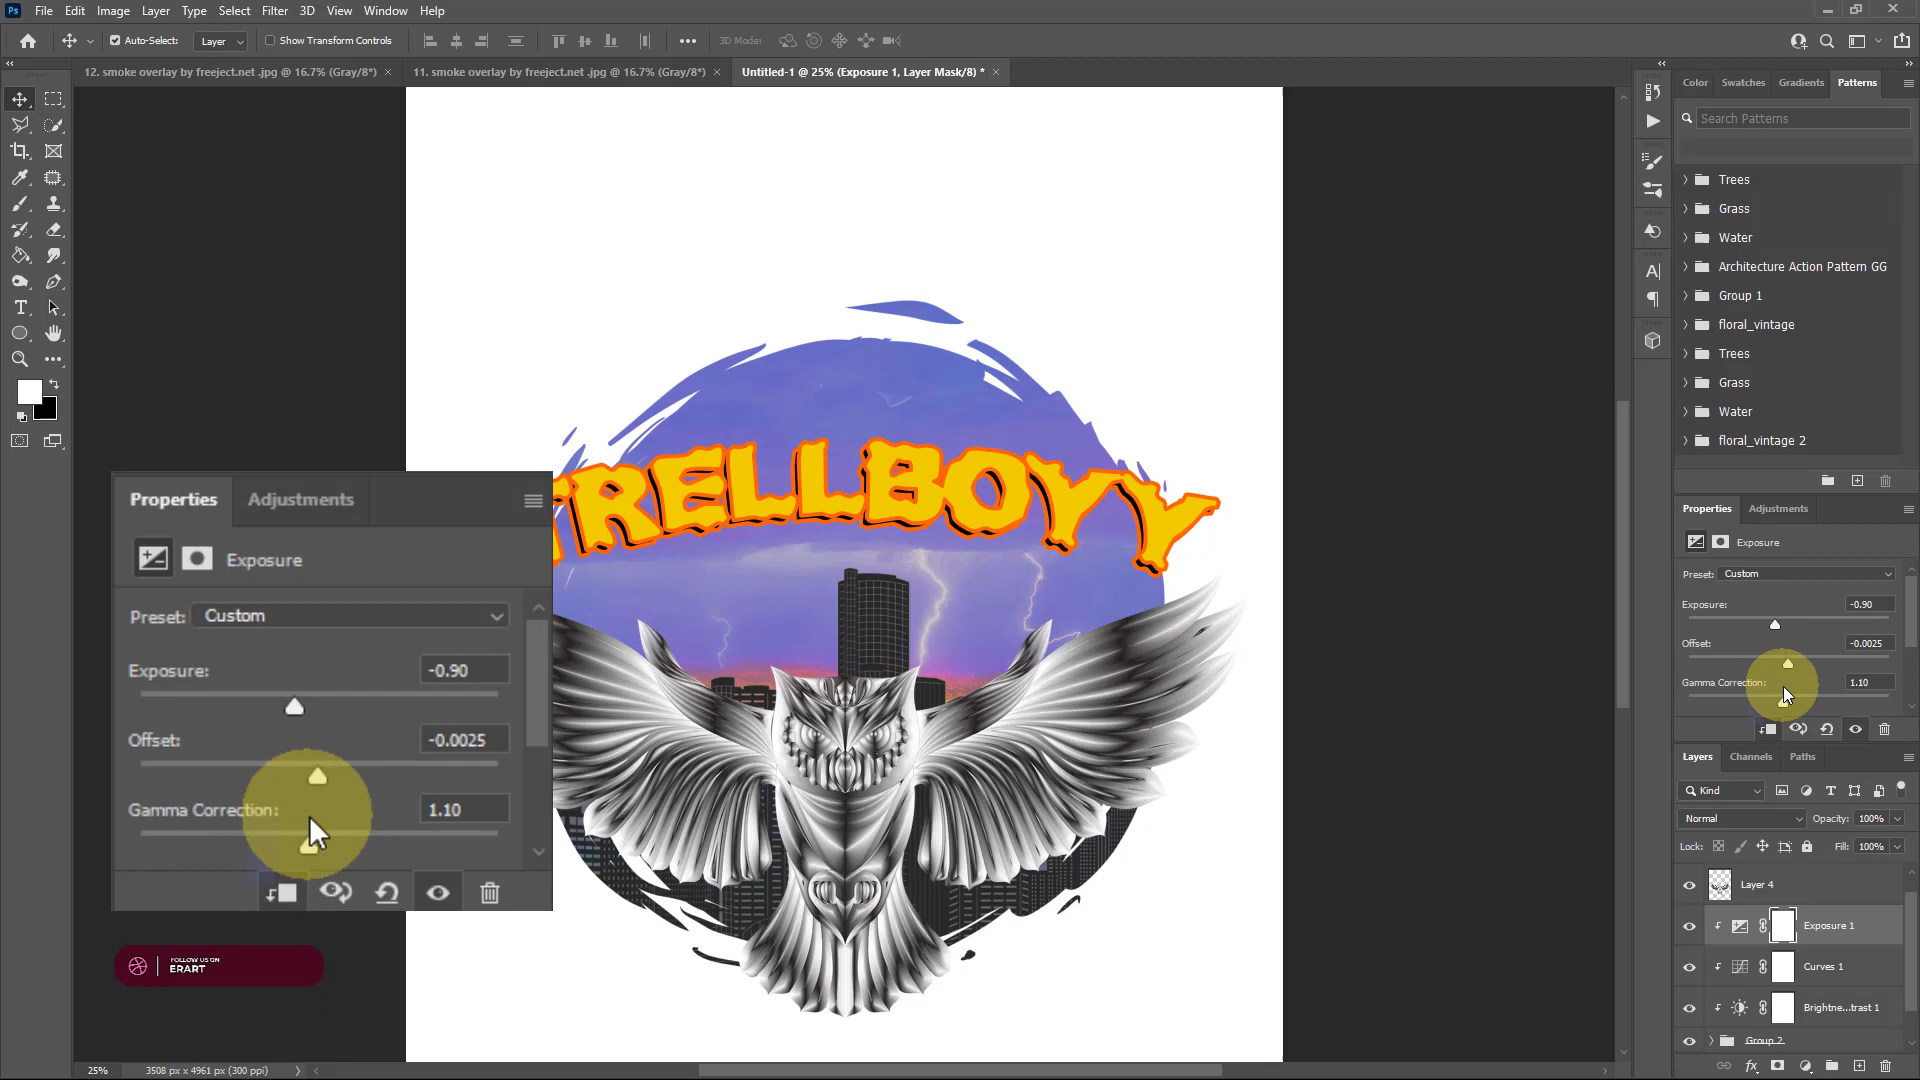 Ps File Edit Image Layer Type Select Filter 3D View Window Help
Auto-Select: Layer Show Transform Controls 3D Mode:
12. smoke overlay by freeject.net .jpg @ 16.7% (Gray/8*) × 11. smoke overlay by freeject.net .jpg @ 16.7% (Gray/8*) × Untitled-1 @ 25% (Exposure 1, Layer Mask/8) * ×
Color Swatches Gradients Patterns
Search Patterns
Trees
Grass
Water
Architecture Action Pattern GG
Group 1
floral_vintage
Trees
Grass
Water
floral_vintage 2
RELLBOYY
Properties Adjustments
Exposure
Preset: Custom
Exposure: -0.90
Offset: -0.0025
Gamma Correction: 1.10
Properties Adjustments
Exposure
Preset: Custom
Exposure: -0.90
Offset: -0.0025
Gamma Correction: 1.10
Layers Channels Paths
Kind
Normal Opacity: 100%
Lock: Fill: 100%
Layer 4
Exposure 1
Curves 1
Brightne...trast 1
Group 2
FOLLOW US ON
ERART
25% 3508 px x 4961 px (300 ppi)